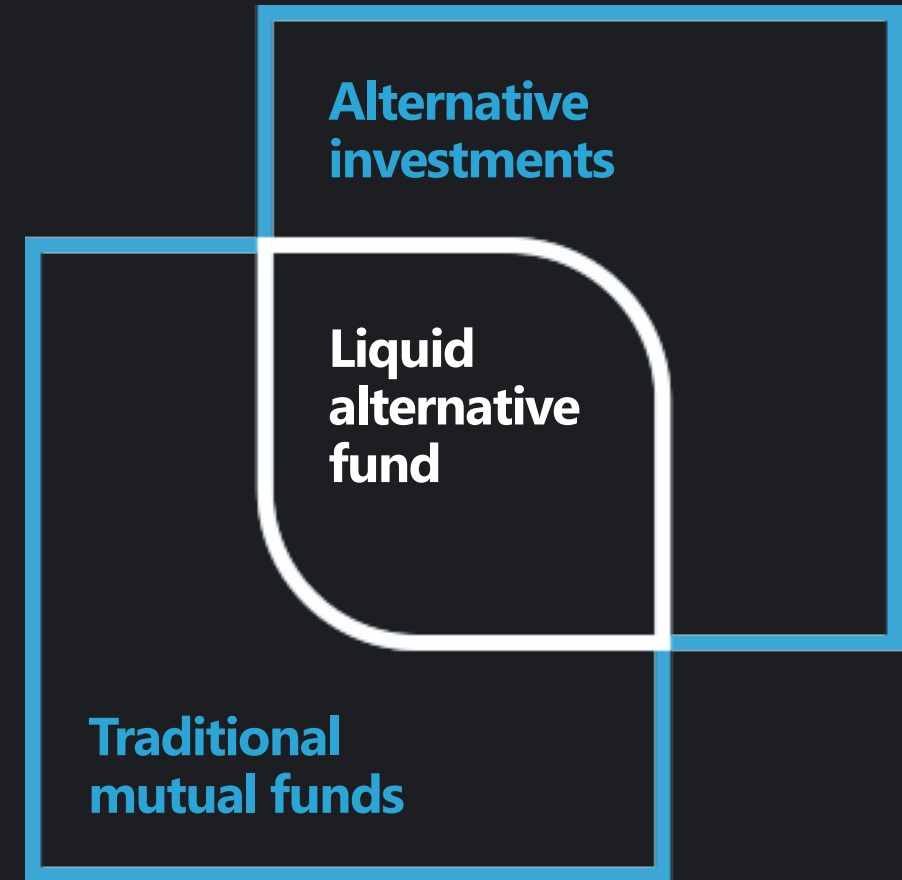 Alternative
investments
Liquid
alternative
fund
Traditional
mutual funds